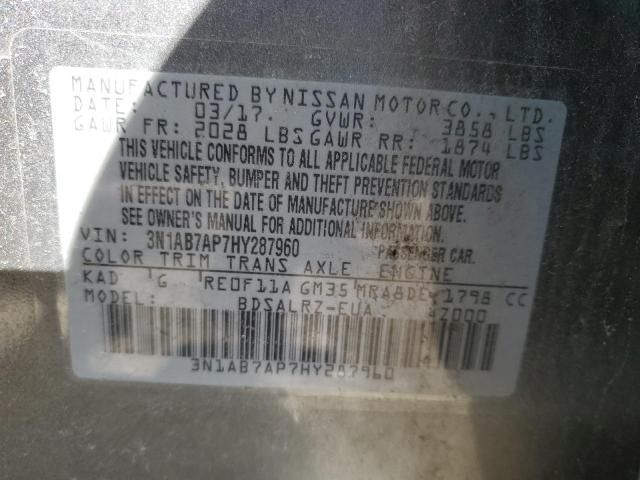 MANUFACTURED BY NISSAN MOTOR CO., LTD.
DATE: 03/17. GVWR: 3858 LBS
GAWR FR: 2028 LBS GAWR RR: 1874 LBS
THIS VEHICLE CONFORMS TO ALL APPLICABLE FEDERAL MOTOR
VEHICLE SAFETY, BUMPER AND THEFT PREVENTION STANDARDS
IN EFFECT ON THE DATE OF MANUFACTURE SHOWN ABOVE.
SEE OWNER'S MANUAL FOR ADDITIONAL INFORMATION.
VIN: 3N1AB7AP7HY287960 PASSENGER CAR.
COLOR TRIM TRANS AXLE ENGINE
KAD G RE0F11A GM35 MRA8DE 1798 CC
MODEL: BDSALRZ-EUA
3N1AB7AP7HY287960